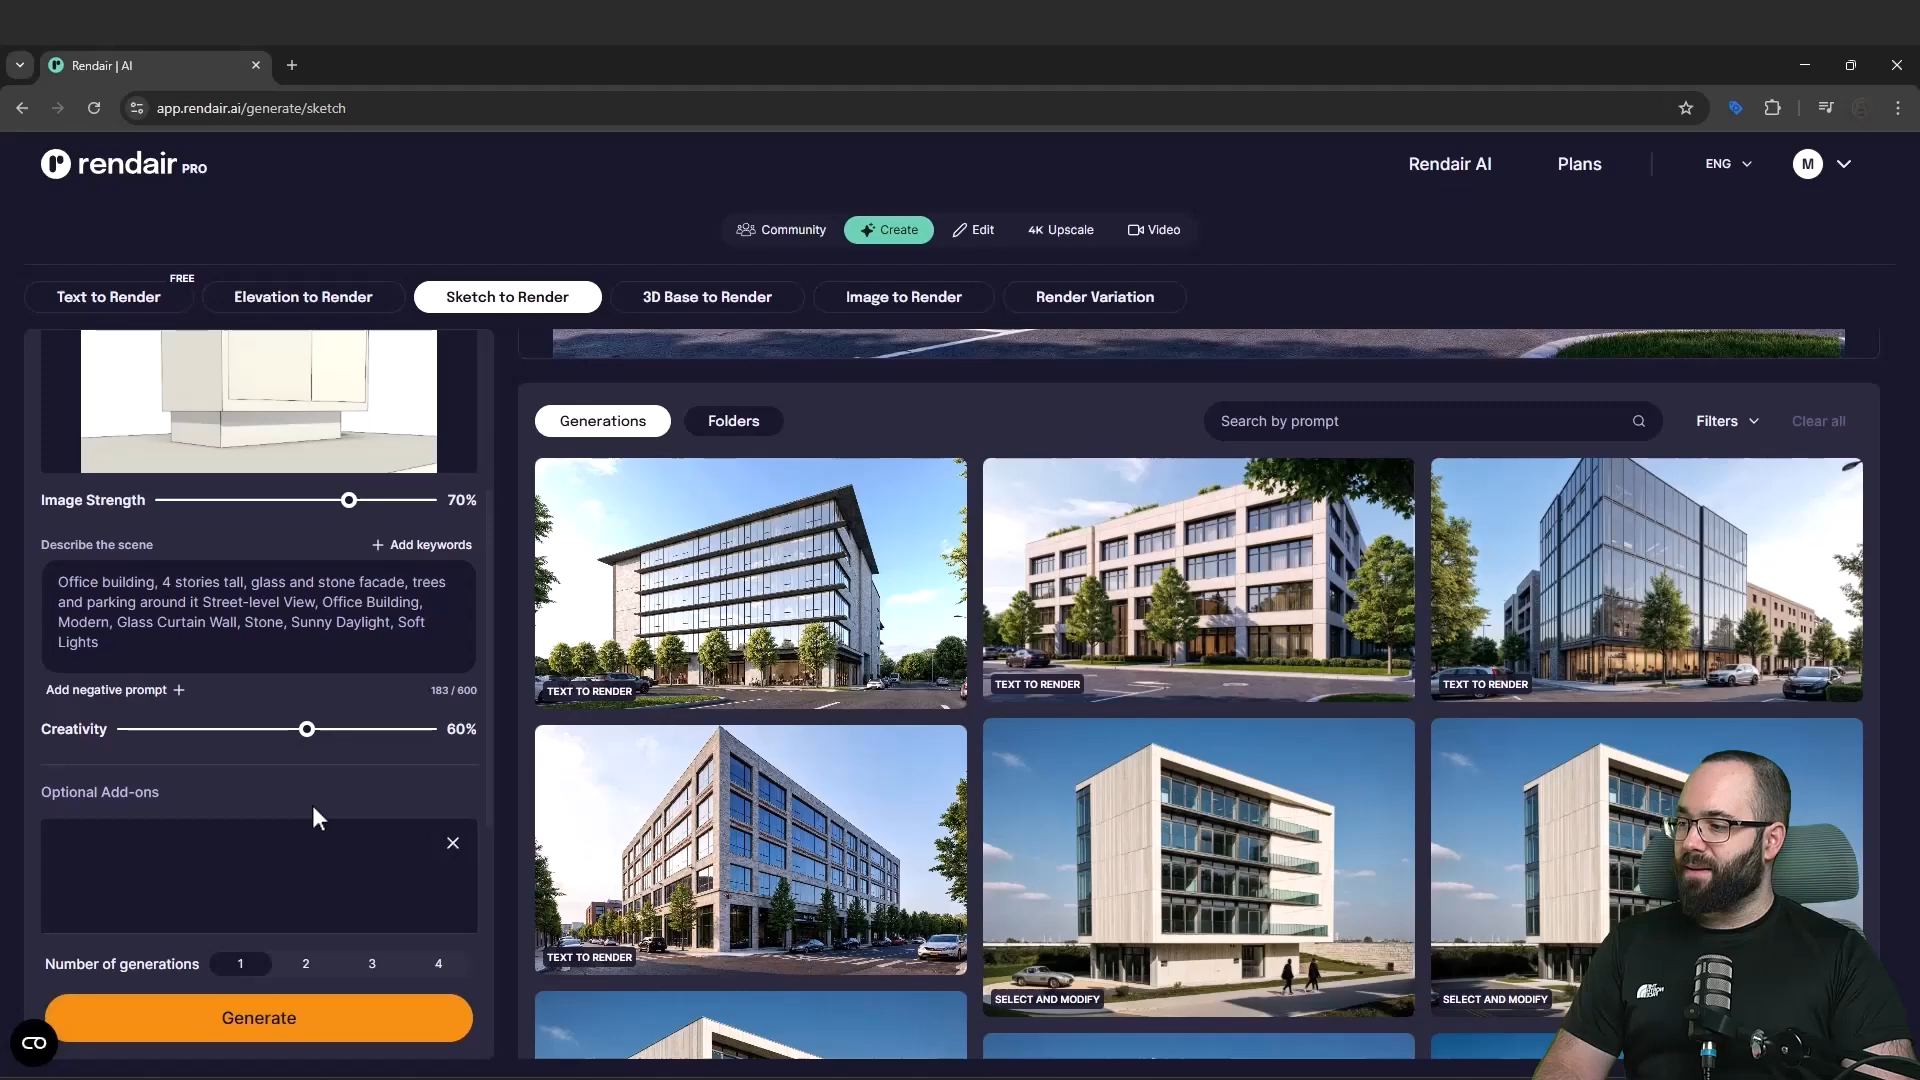 Rendair | AI
app.rendair.ai/generate/sketch
rendair PRO
Rendair AI
Plans
ENG
M
Community
Create
Edit
4K Upscale
Video
FREE
Text to Render
Elevation to Render
Sketch to Render
3D Base to Render
Image to Render
Render Variation
Generations
Folders
Search by prompt
Filters
Clear all
Image Strength
70%
Describe the scene
Add keywords
Office building, 4 stories tall, glass and stone facade, trees
and parking around it Street-level View, Office Building,
Modern, Glass Curtain Wall, Stone, Sunny Daylight, Soft
Lights
Add negative prompt
183 / 600
Creativity
60%
Optional Add-ons
Number of generations
1
2
3
4
Generate
TEXT TO RENDER
TEXT TO RENDER
TEXT TO RENDER
TEXT TO RENDER
SELECT AND MODIFY
SELECT AND MODIFY